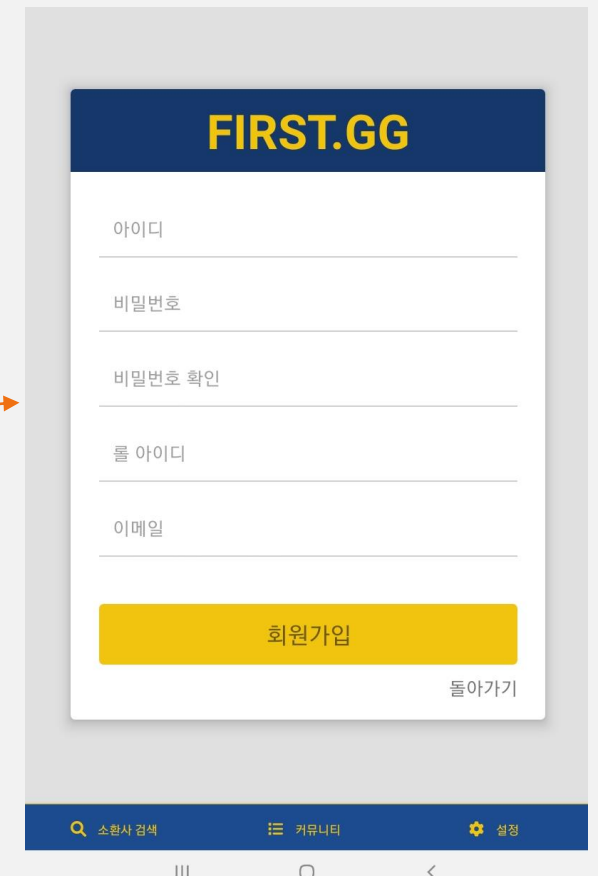 FIRST.GG
아이디
비밀번호
비밀번호 확인
롤 아이디
이메일
회원가입
돌아가기
소환사 검색 커뮤니티 설정